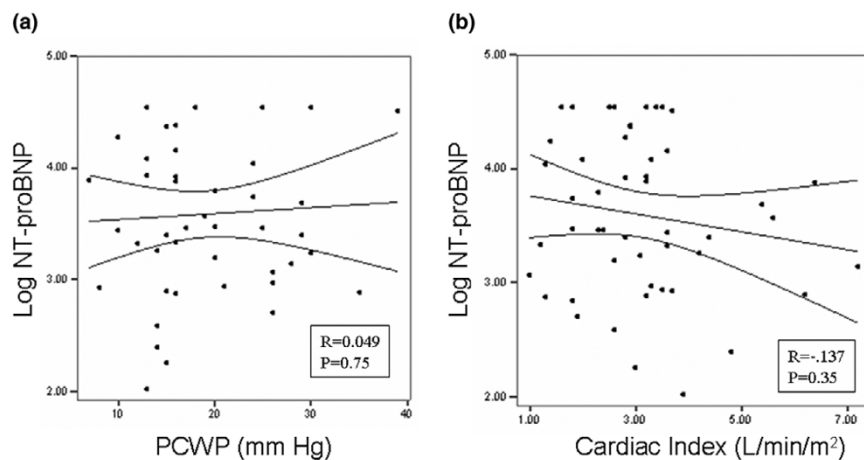 (a)
5.00
4.00
3.00
2.00
Log NT-proBNP
10
20
30
40
PCWP (mm Hg)
R=0.049
P=0.75
(b)
5.00
4.00
3.00
2.00
Log NT-proBNP
1.00
3.00
5.00
7.00
Cardiac Index (L/min/m²)
R=-.137
P=0.35